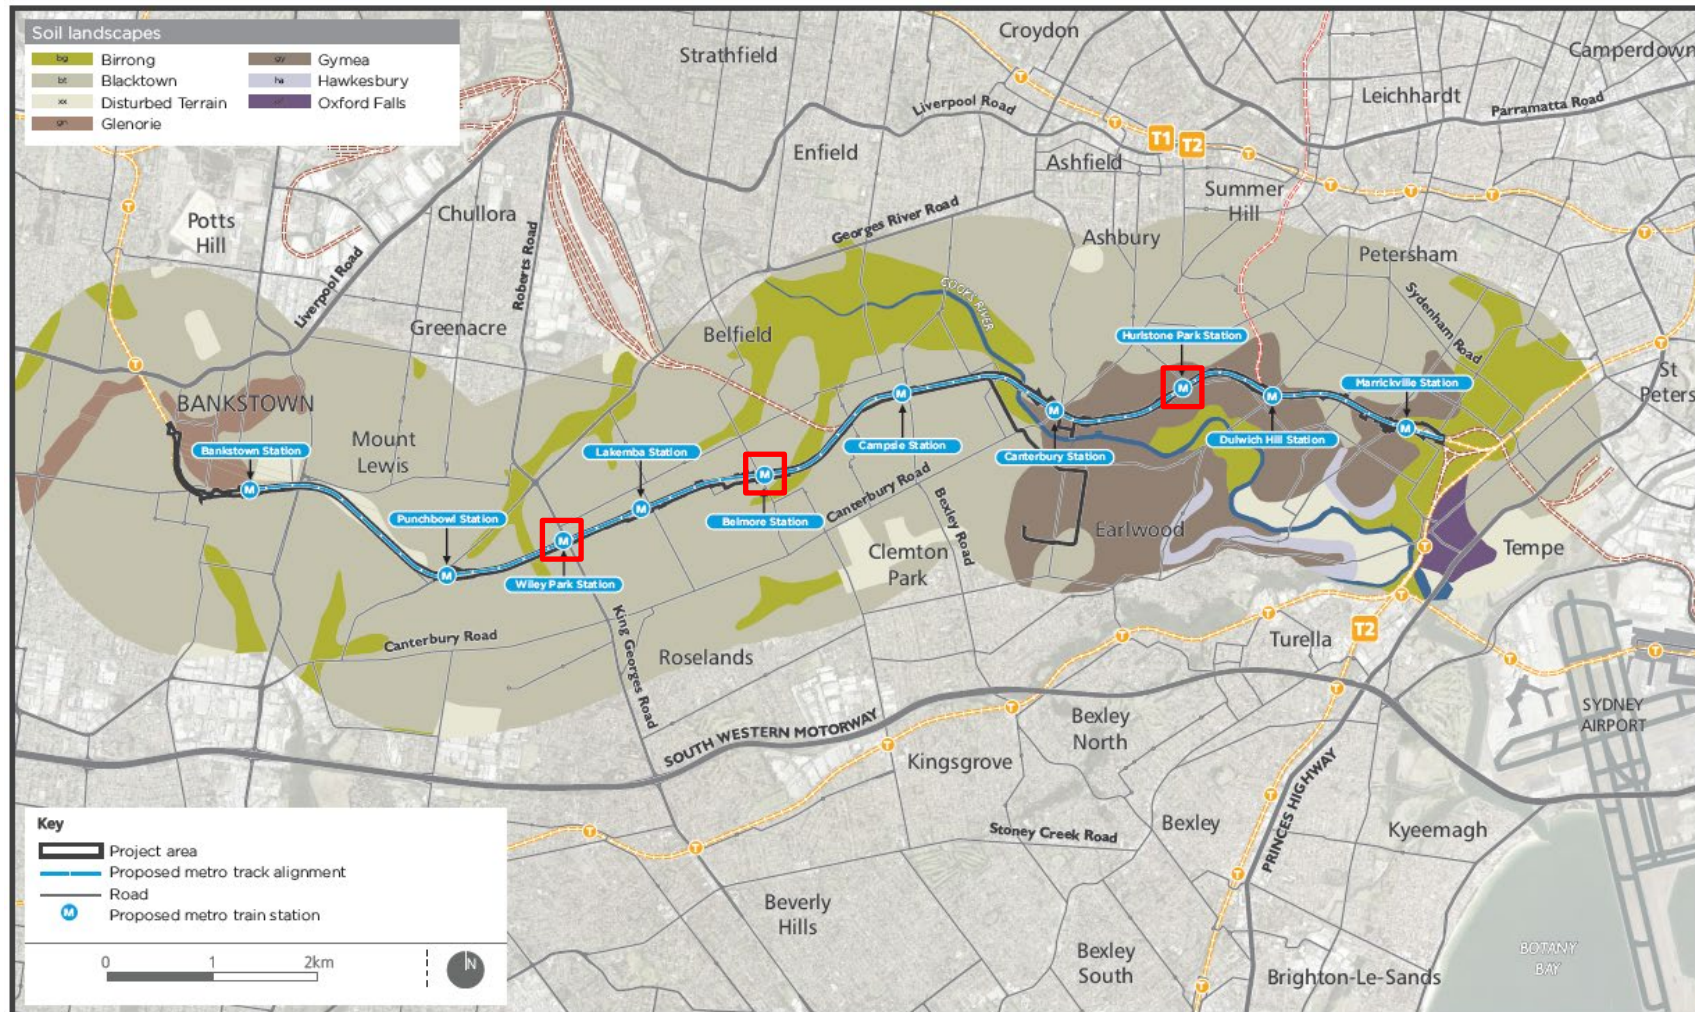 Soil landscapes
bg Birrong
bt Blacktown
xx Disturbed Terrain
gn Glenorie
gy Gymea
ha Hawkesbury
Oxford Falls
Croydon
Camperdown
Strathfield
Leichhardt
Liverpool Road
Parramatta Road
T1
T2
Enfield
Ashfield
Summer
Hill
Potts
Hill
Chullora
Georges River Road
Ashbury
Petersham
Roberts Road
Liverpool Road
COOKS RIVER
Sydenham Road
Greenacre
Belfield
Hurlstone Park Station
St
Peters
Marrickville Station
BANKSTOWN
Mount
Lewis
Bankstown Station
Lakemba Station
Campsie Station
Canterbury Station
Dulwich Hill Station
Punchbowl Station
Belmore Station
Canterbury Road
Bexley Road
Earlwood
Clemton
Park
Tempe
Wiley Park Station
King Georges Road
Canterbury Road
Roselands
Turella
T2
SOUTH WESTERN MOTORWAY
Bexley
North
SYDNEY
AIRPORT
Kingsgrove
PRINCES HIGHWAY
Stoney Creek Road
Bexley
Kyeemagh
Beverly
Hills
Bexley
South
Brighton-Le-Sands
BOTANY
BAY
Key
Project area
Proposed metro track alignment
Road
M Proposed metro train station
0 1 2km
N